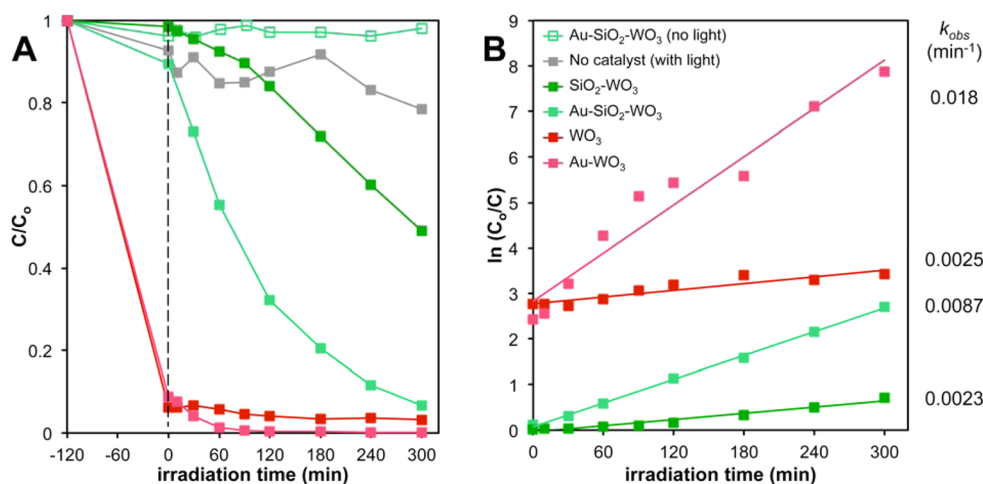 A
C/Cₒ
1
0.8
0.6
0.4
0.2
0
-120
-60
0
60
120
180
240
300
irradiation time (min)
B
ln (Cₒ/C)
9
8
7
6
5
4
3
2
1
0
0
60
120
180
240
300
irradiation time (min)
Au-SiO₂-WO₃ (no light)
No catalyst (with light)
SiO₂-WO₃
Au-SiO₂-WO₃
WO₃
Au-WO₃
k_obs
(min⁻¹)
0.018
0.0025
0.0087
0.0023